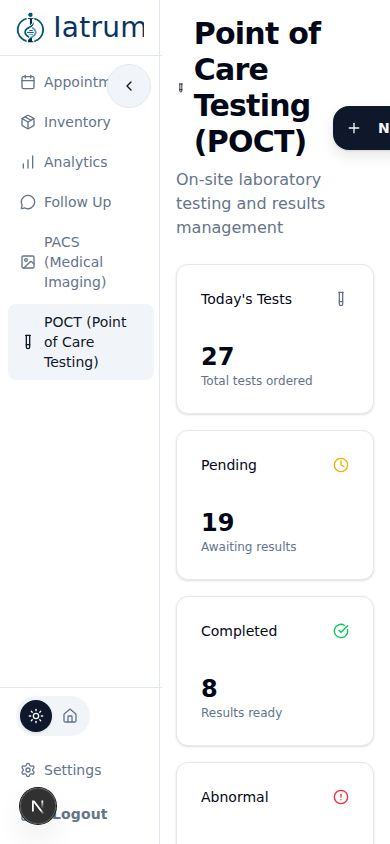 Iatrum
Appointm
Inventory
Analytics
Follow Up
PACS
(Medical
Imaging)
POCT (Point
of Care
Testing)
Settings
N
Logout
Point of
Care
Testing
(POCT)
N
On-site laboratory
testing and results
management
Today's Tests
27
Total tests ordered
Pending
19
Awaiting results
Completed
8
Results ready
Abnormal